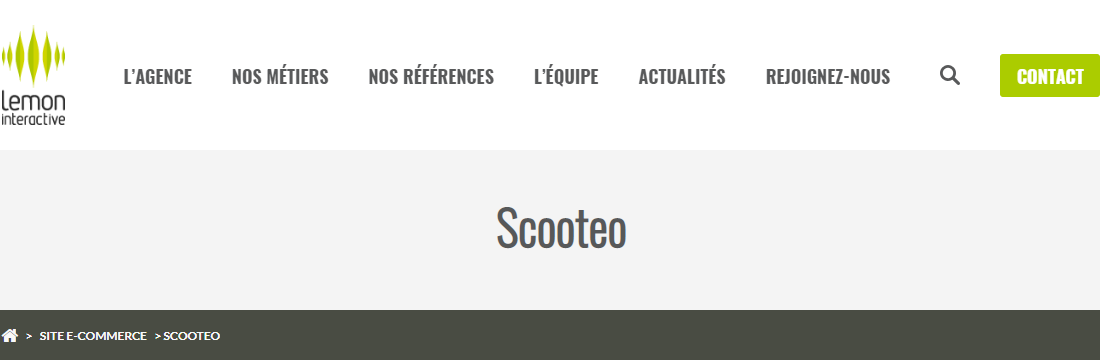 lemon
interactive
L'AGENCE NOS MÉTIERS NOS RÉFÉRENCES L'ÉQUIPE ACTUALITÉS REJOIGNEZ-NOUS CONTACT
Scooteo
> SITE E-COMMERCE > SCOOTEO